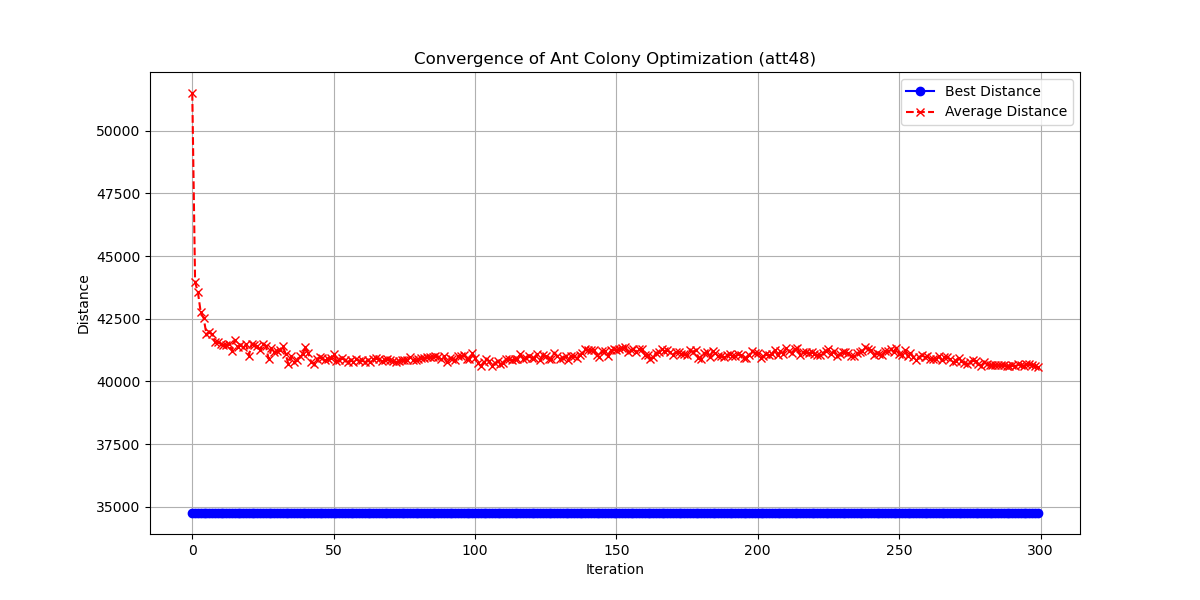 Convergence of Ant Colony Optimization (att48)
Best Distance
Average Distance
50000
47500
45000
42500
40000
37500
35000
Distance
0 50 100 150 200 250 300
Iteration